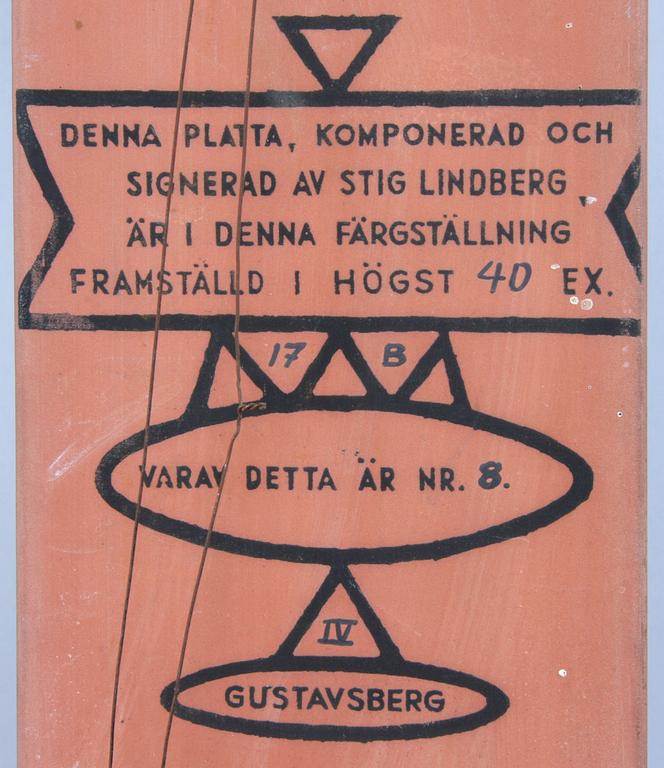 DENNA PLATTA, KOMPONERAD OCH
SIGNERAD AV STIG LINDBERG,
ÄR I DENNA FÄRGSTÄLLNING
FRAMSTÄLLD I HÖGST 40 EX.
17 B
VARAV DETTA ÄR NR. 8.
IV
GUSTAVSBERG